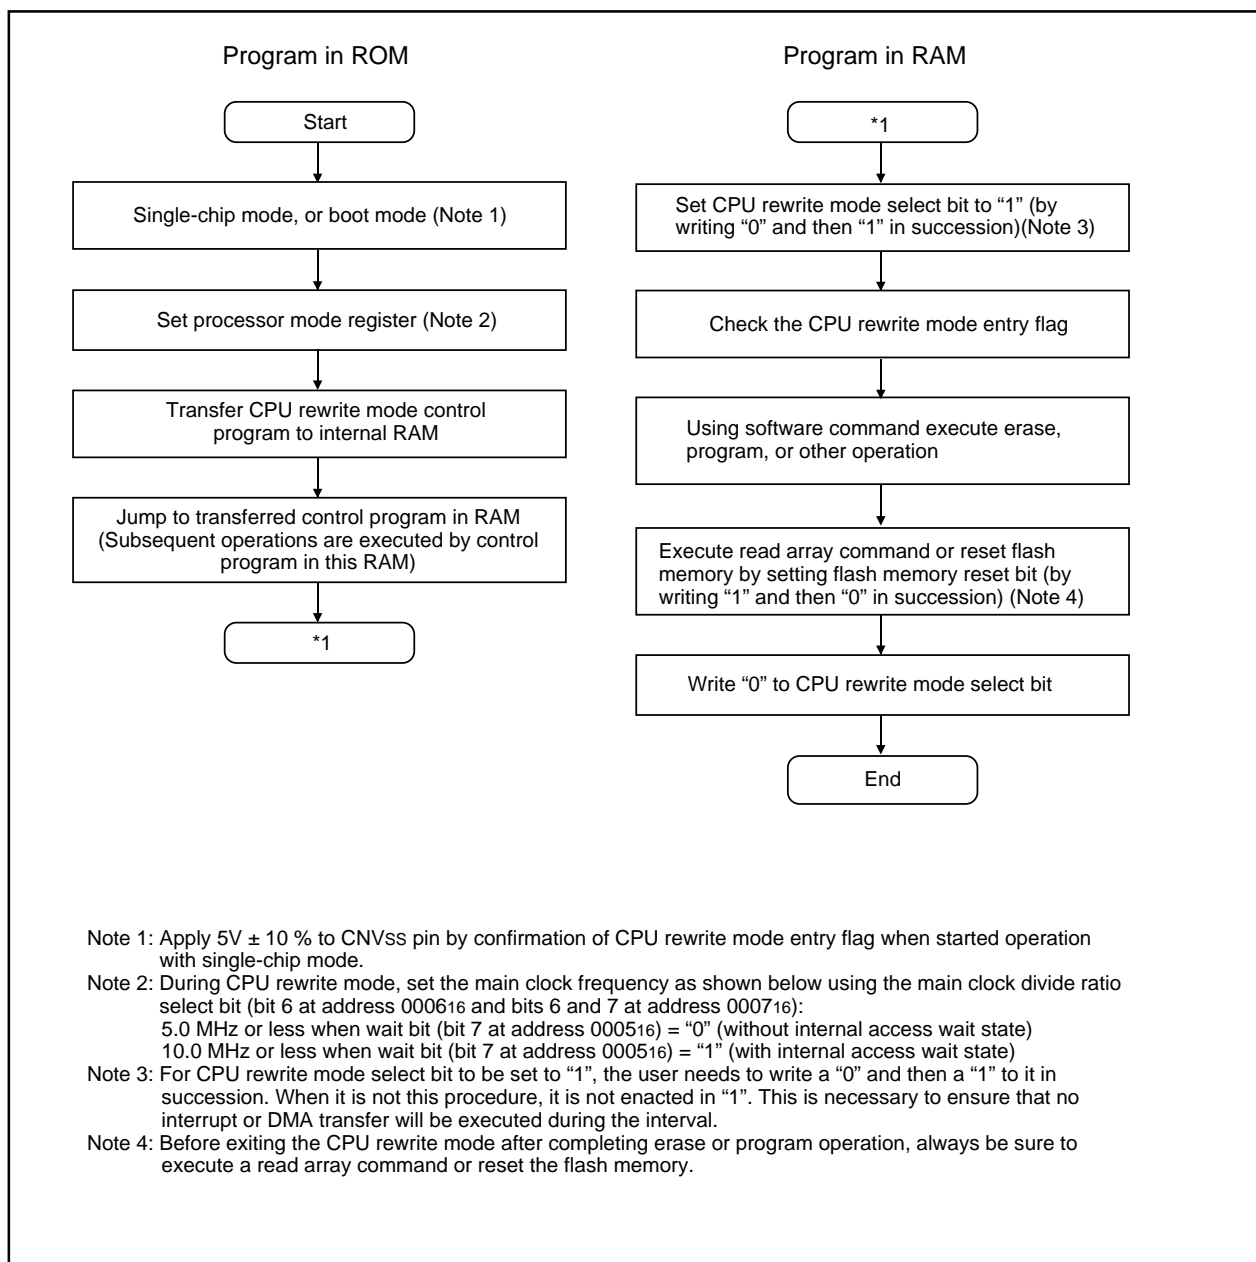 Program in ROM
Start
Single-chip mode, or boot mode (Note 1)
Set processor mode register (Note 2)
Transfer CPU rewrite mode control
program to internal RAM
Jump to transferred control program in RAM
(Subsequent operations are executed by control
program in this RAM)
*1
Program in RAM
*1
Set CPU rewrite mode select bit to “1” (by
writing “0” and then “1” in succession)(Note 3)
Check the CPU rewrite mode entry flag
Using software command execute erase,
program, or other operation
Execute read array command or reset flash
memory by setting flash memory reset bit (by
writing “1” and then “0” in succession) (Note 4)
Write “0” to CPU rewrite mode select bit
End
Note 1: Apply 5V ± 10 % to CNVSS pin by confirmation of CPU rewrite mode entry flag when started operation
with single-chip mode.
Note 2: During CPU rewrite mode, set the main clock frequency as shown below using the main clock divide ratio
select bit (bit 6 at address 000616 and bits 6 and 7 at address 000716):
5.0 MHz or less when wait bit (bit 7 at address 000516) = “0” (without internal access wait state)
10.0 MHz or less when wait bit (bit 7 at address 000516) = “1” (with internal access wait state)
Note 3: For CPU rewrite mode select bit to be set to “1”, the user needs to write a “0” and then a “1” to it in
succession. When it is not this procedure, it is not enacted in “1”. This is necessary to ensure that no
interrupt or DMA transfer will be executed during the interval.
Note 4: Before exiting the CPU rewrite mode after completing erase or program operation, always be sure to
execute a read array command or reset the flash memory.